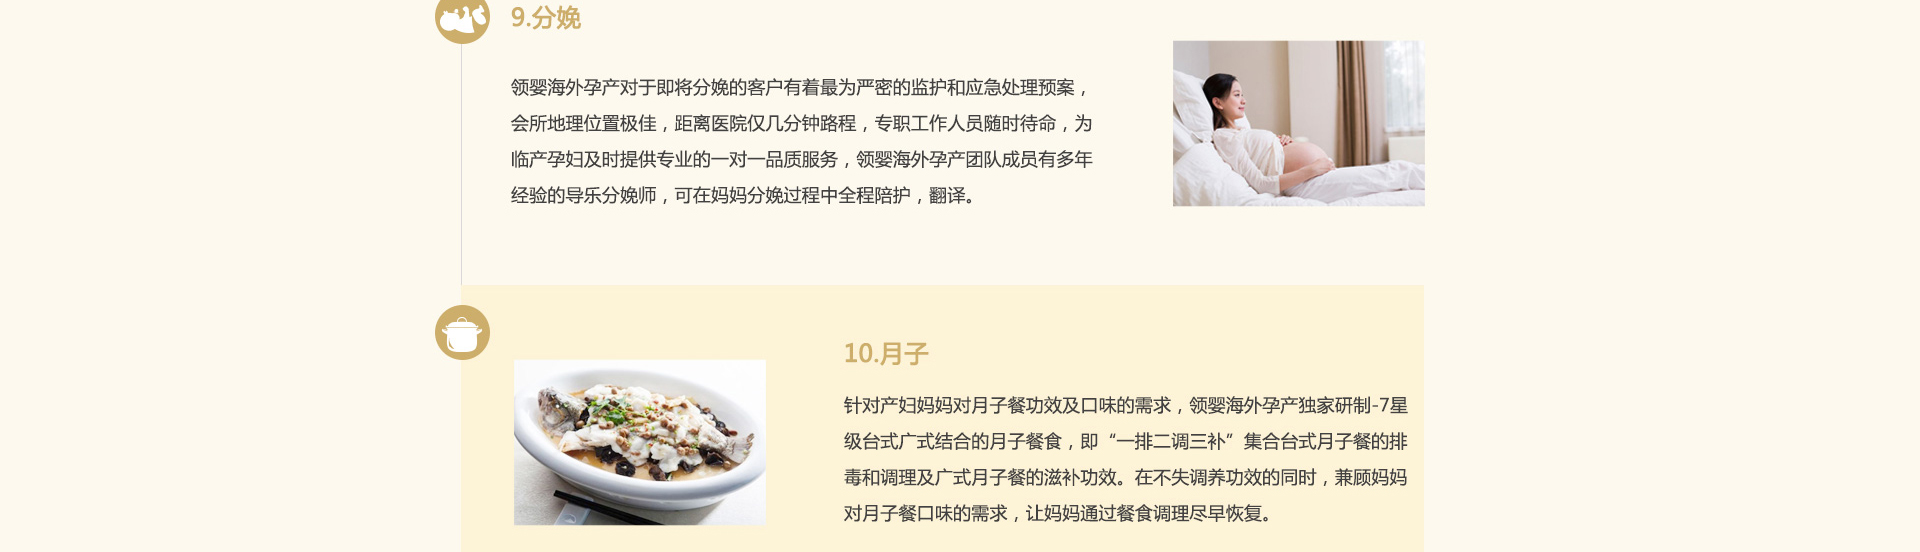 9.分娩
领婴海外孕产对于即将分娩的客户有着最为严密的监护和应急处理预案，
会所地理位置极佳，距离医院仅几分钟路程，专职工作人员随时待命，为
临产孕妇及时提供专业的一对一品质服务，领婴海外孕产团队成员有多年
经验的导乐分娩师，可在妈妈分娩过程中全程陪护，翻译。
10.月子
针对产妇妈妈对月子餐功效及口味的需求，领婴海外孕产独家研制-7星
级台式广式结合的月子餐食，即“一排二调三补”集合台式月子餐的排
毒和调理及广式月子餐的滋补功效。在不失调养功效的同时，兼顾妈妈
对月子餐口味的需求，让妈妈通过餐食调理尽早恢复。